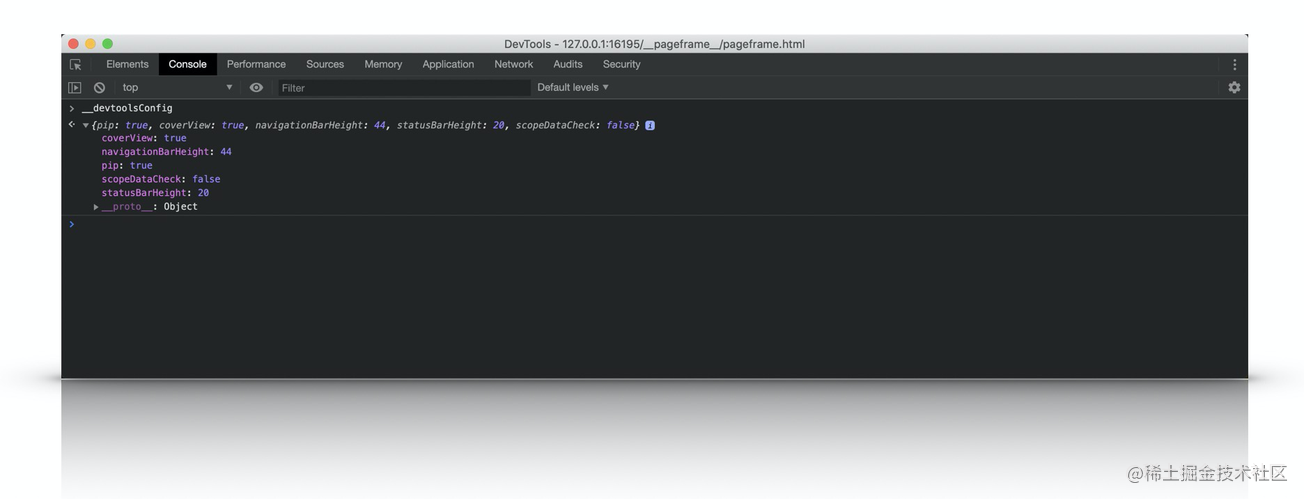 DevTools - 127.0.0.1:16195/__pageframe__/pageframe.html
Elements Console Performance Sources Memory Application Network Audits Security
top Filter Default levels
__devtoolsConfig
{pip: true, coverView: true, navigationBarHeight: 44, statusBarHeight: 20, scopeDataCheck: false}
coverView: true
navigationBarHeight: 44
pip: true
scopeDataCheck: false
statusBarHeight: 20
__proto__: Object
@稀土掘金技术社区